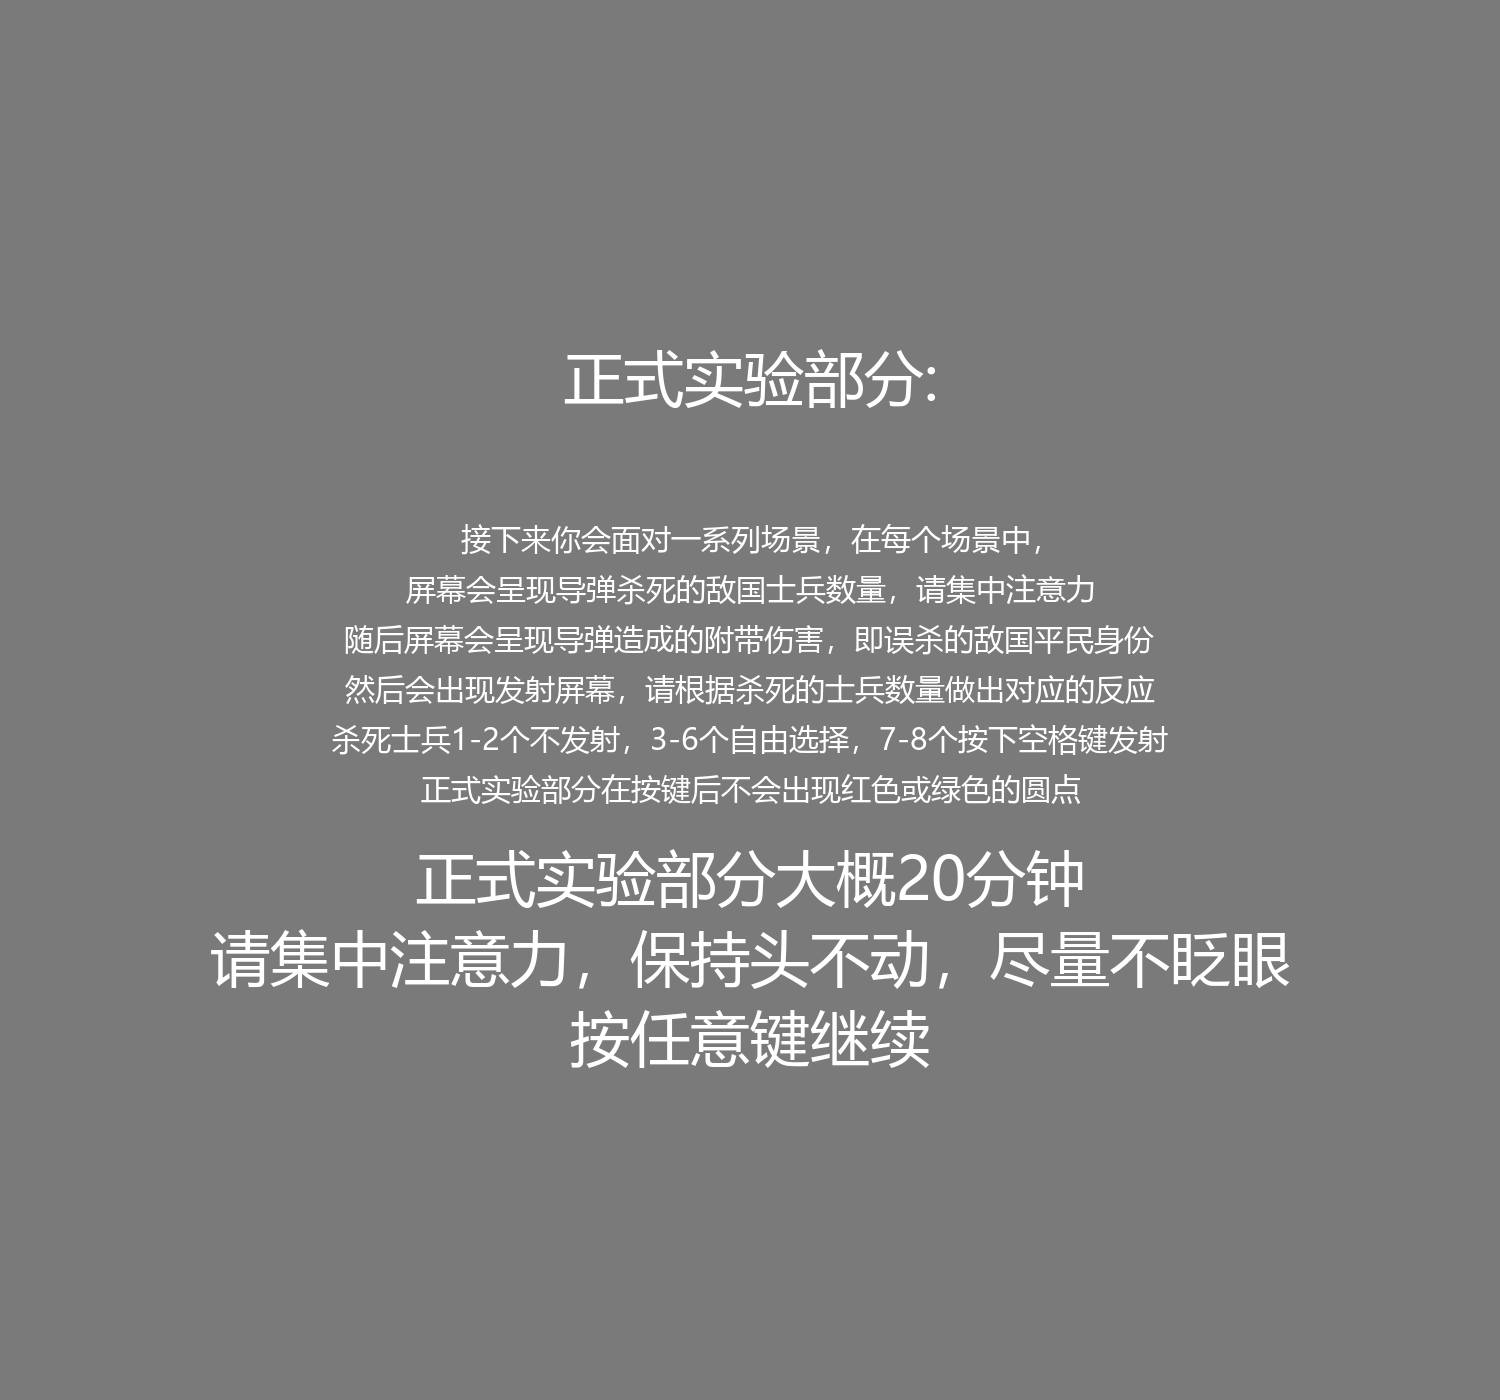 正式实验部分:
接下来你会面对一系列场景，在每个场景中，
屏幕会呈现导弹杀死的敌国士兵数量，请集中注意力
随后屏幕会呈现导弹造成的附带伤害，即误杀的敌国平民身份
然后会出现发射屏幕，请根据杀死的士兵数量做出对应的反应
杀死士兵1-2个不发射，3-6个自由选择，7-8个按下空格键发射
正式实验部分在按键后不会出现红色或绿色的圆点
正式实验部分大概20分钟
请集中注意力，保持头不动，尽量不眨眼
按任意键继续